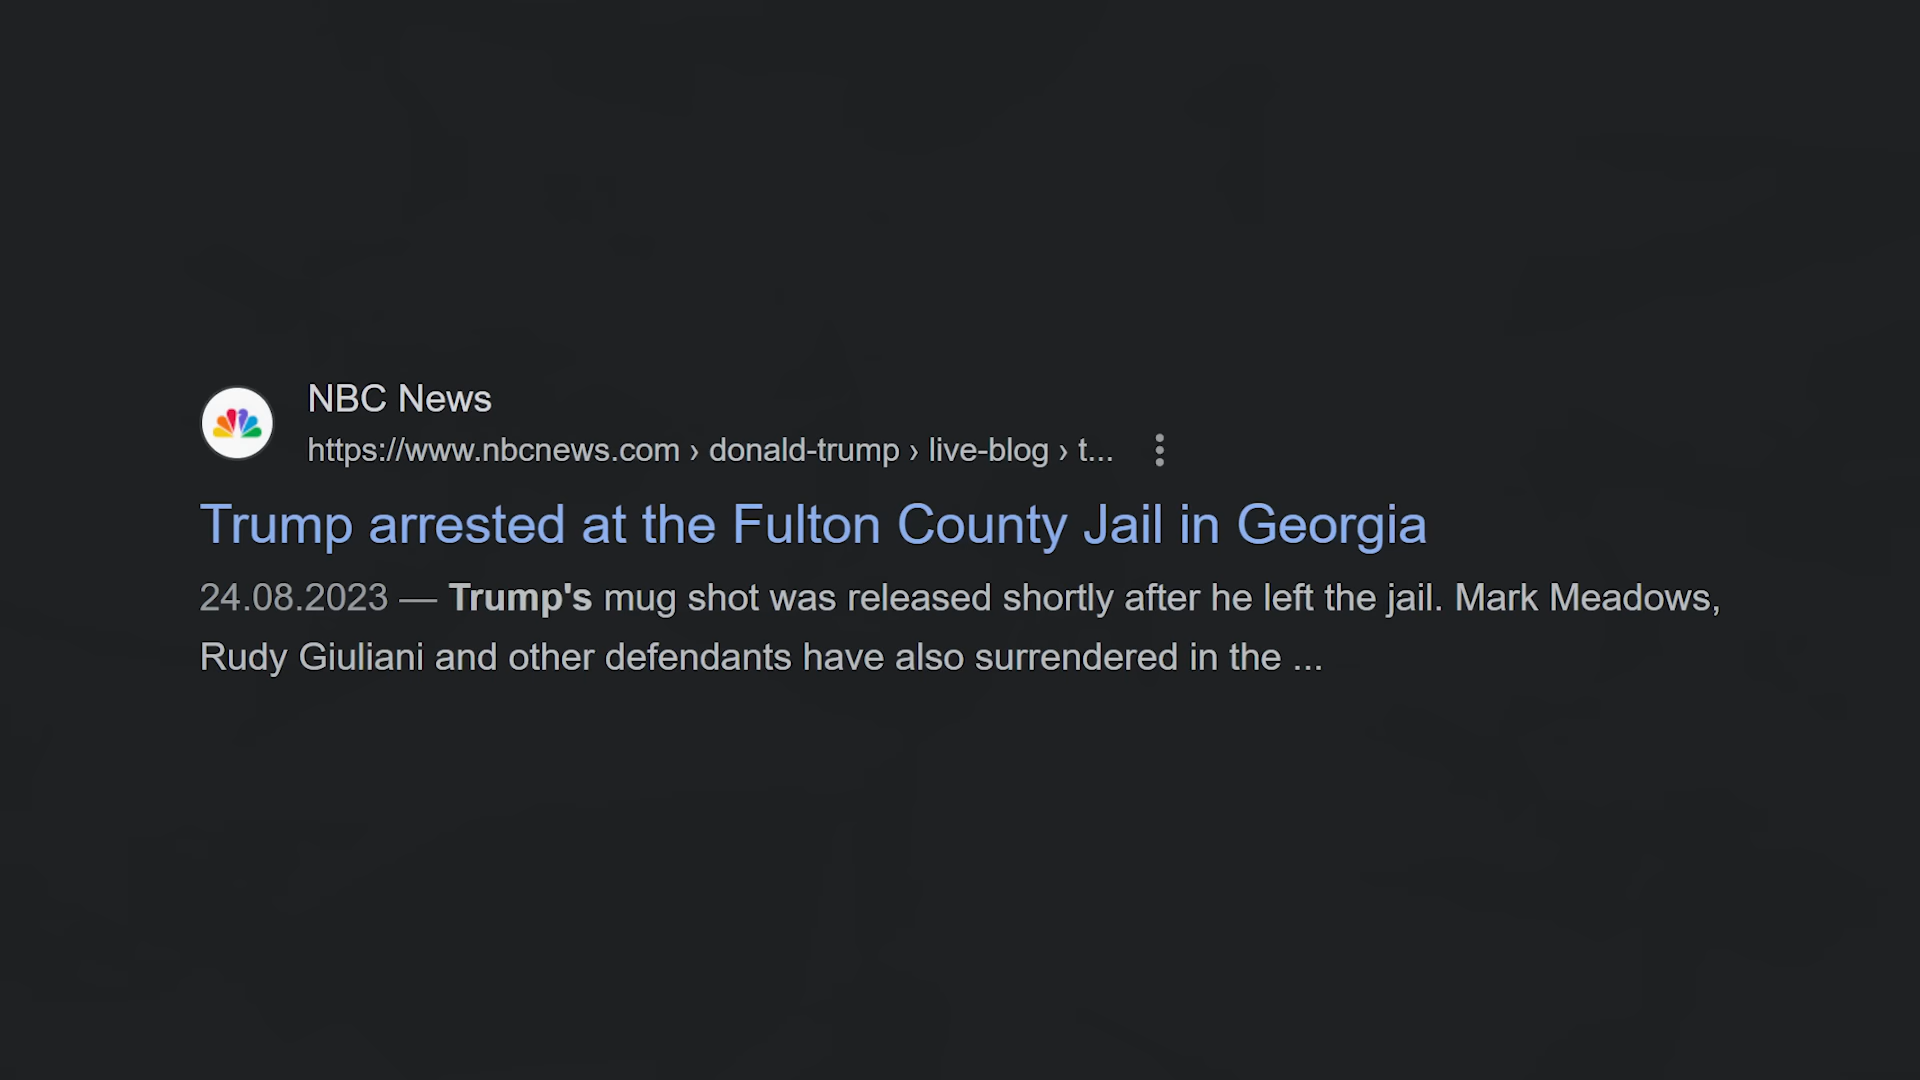 NBC News
https://www.nbcnews.com › donald-trump › live-blog › t...
Trump arrested at the Fulton County Jail in Georgia
24.08.2023 — Trump's mug shot was released shortly after he left the jail. Mark Meadows,
Rudy Giuliani and other defendants have also surrendered in the ...